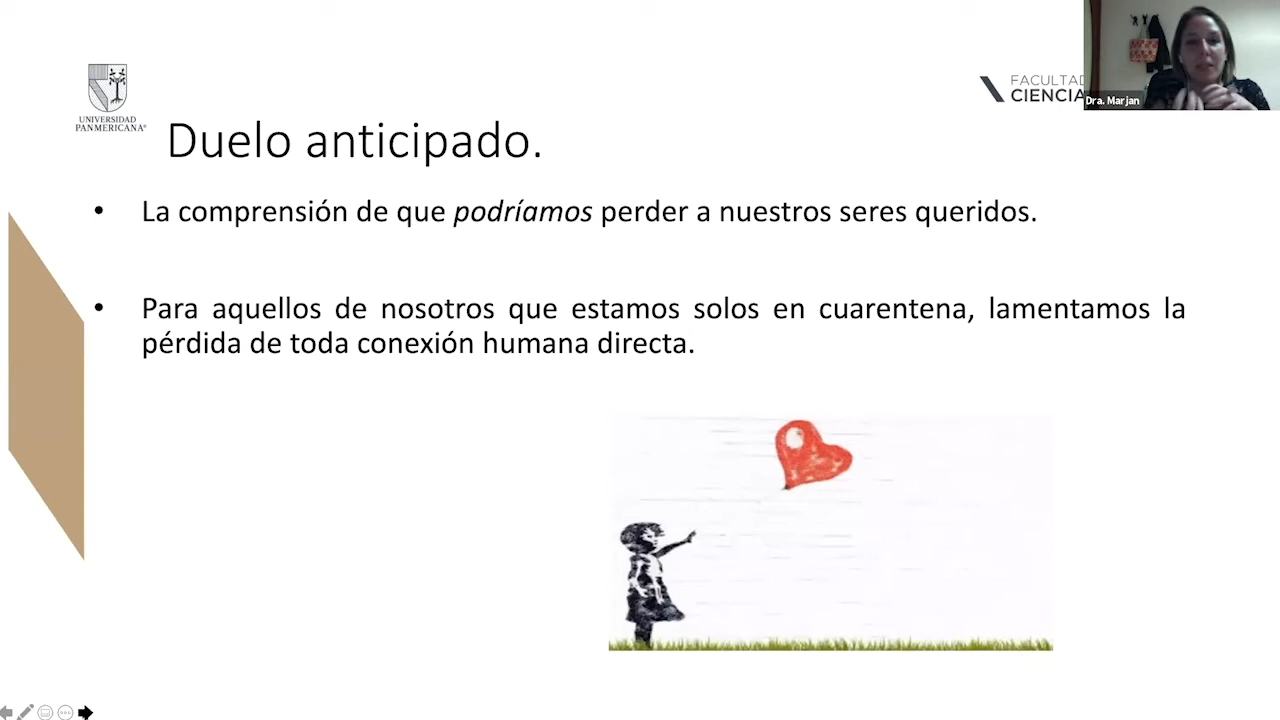 UNIVERSIDAD
PANAMERICANA®
FACULTAD
CIENCIA
Dra. Marjan
Duelo anticipado.
• La comprensión de que podríamos perder a nuestros seres queridos.
• Para aquellos de nosotros que estamos solos en cuarentena, lamentamos la
pérdida de toda conexión humana directa.